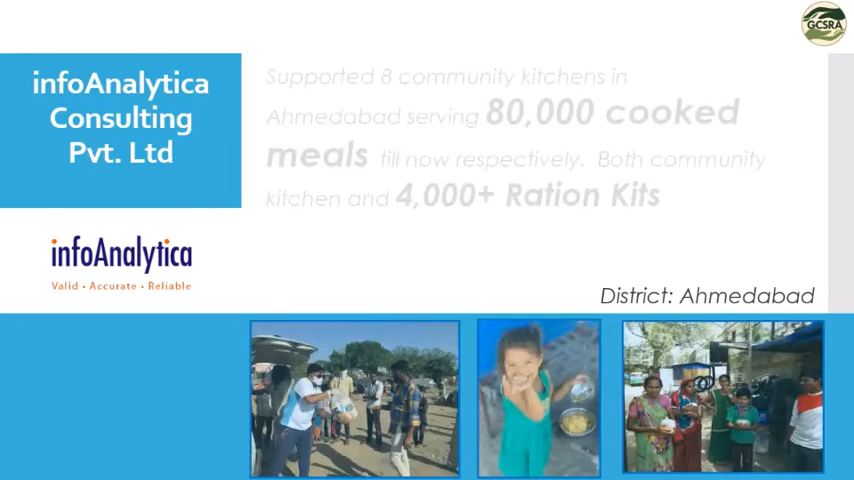 GCSRA
infoAnalytica
Consulting
Pvt. Ltd
Supported 8 community kitchens in
Ahmedabad serving 80,000 cooked
meals till now respectively. Both community
kitchen and 4,000+ Ration Kits
infoAnalytica
Valid • Accurate • Reliable
District: Ahmedabad